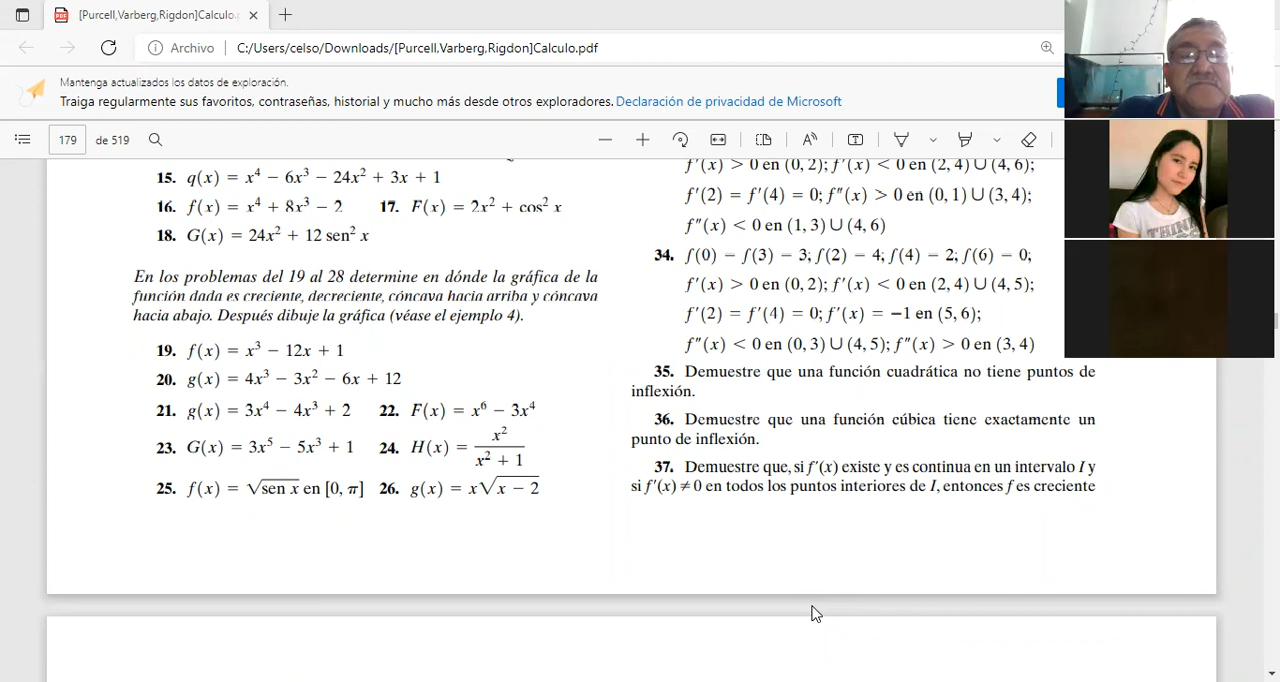 [Purcell,Varberg,Rigdon]Calculo.
Archivo C:/Users/celso/Downloads/[Purcell,Varberg,Rigdon]Calculo.pdf
Mantenga actualizados los datos de exploración.
Traiga regularmente sus favoritos, contraseñas, historial y mucho más desde otros exploradores. Declaración de privacidad de Microsoft
179 de 519
15. q(x) = x⁴ − 6x³ − 24x² + 3x + 1
16. f(x) = x⁴ + 8x³ − 2 17. F(x) = 2x² + cos² x
18. G(x) = 24x² + 12 sen² x
En los problemas del 19 al 28 determine en dónde la gráfica de la
función dada es creciente, decreciente, cóncava hacia arriba y cóncava
hacia abajo. Después dibuje la gráfica (véase el ejemplo 4).
19. f(x) = x³ − 12x + 1
20. g(x) = 4x³ − 3x² − 6x + 12
21. g(x) = 3x⁴ − 4x³ + 2 22. F(x) = x⁶ − 3x⁴
23. G(x) = 3x⁵ − 5x³ + 1 24. H(x) = x² / x² + 1
25. f(x) = √sen x en [0, π] 26. g(x) = x√x − 2
f′(x) > 0 en (0, 2); f′(x) < 0 en (2, 4) ∪ (4, 6);
f′(2) = f′(4) = 0; f″(x) > 0 en (0, 1) ∪ (3, 4);
f″(x) < 0 en (1, 3) ∪ (4, 6)
34. f(0) − f(3) − 3; f(2) − 4; f(4) − 2; f(6) − 0;
f′(x) > 0 en (0, 2); f′(x) < 0 en (2, 4) ∪ (4, 5);
f′(2) = f′(4) = 0; f′(x) = −1 en (5, 6);
f″(x) < 0 en (0, 3) ∪ (4, 5); f″(x) > 0 en (3, 4)
35. Demuestre que una función cuadrática no tiene puntos de
inflexión.
36. Demuestre que una función cúbica tiene exactamente un
punto de inflexión.
37. Demuestre que, si f′(x) existe y es continua en un intervalo I y
si f′(x) ≠ 0 en todos los puntos interiores de I, entonces f es creciente
THING